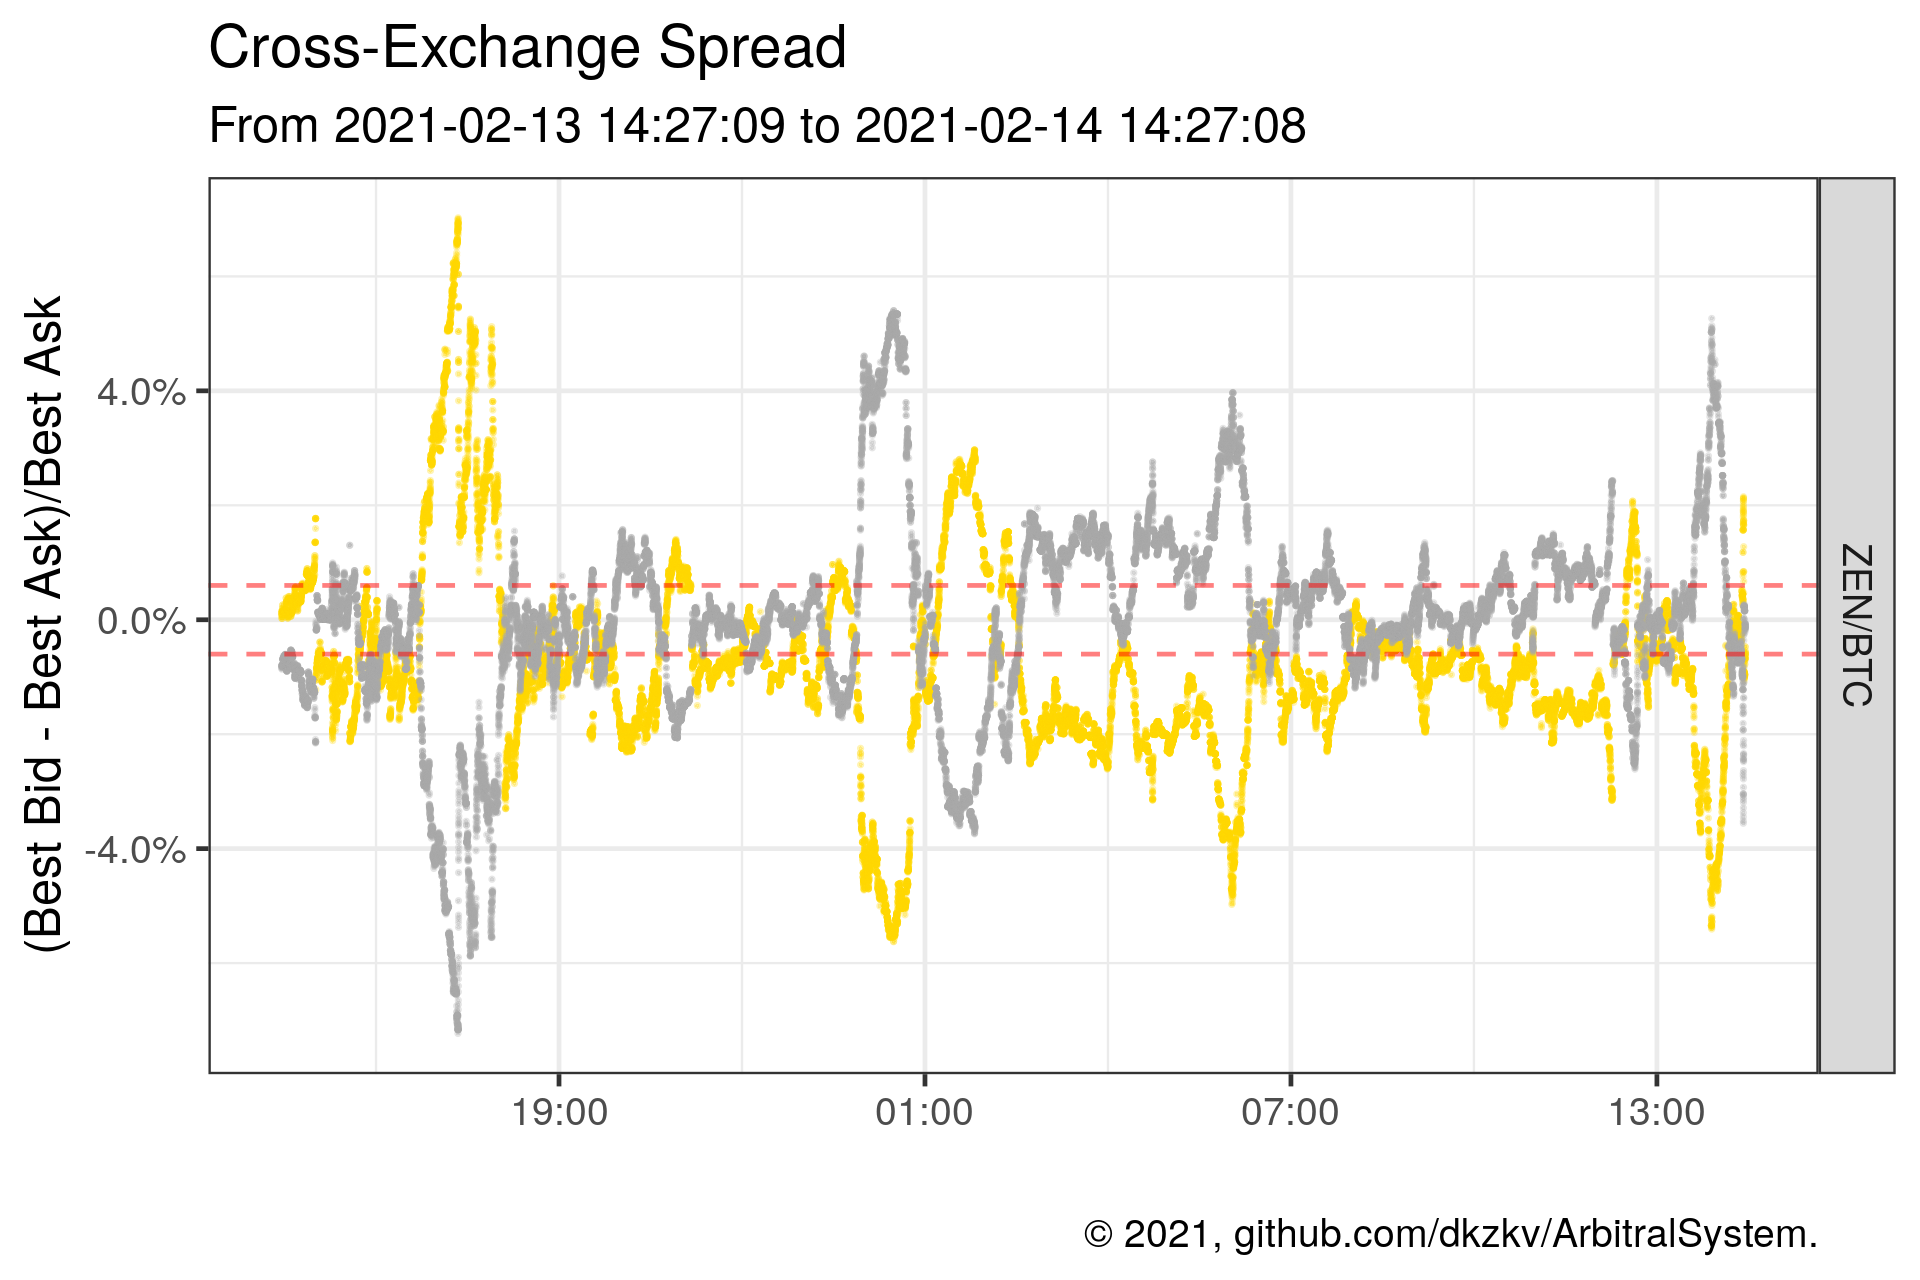 Cross-Exchange Spread
From 2021-02-13 14:27:09 to 2021-02-14 14:27:08
(Best Bid - Best Ask)/Best Ask
4.0%
0.0%
-4.0%
ZEN/BTC
19:00
01:00
07:00
13:00
© 2021, github.com/dkzkv/ArbitralSystem.